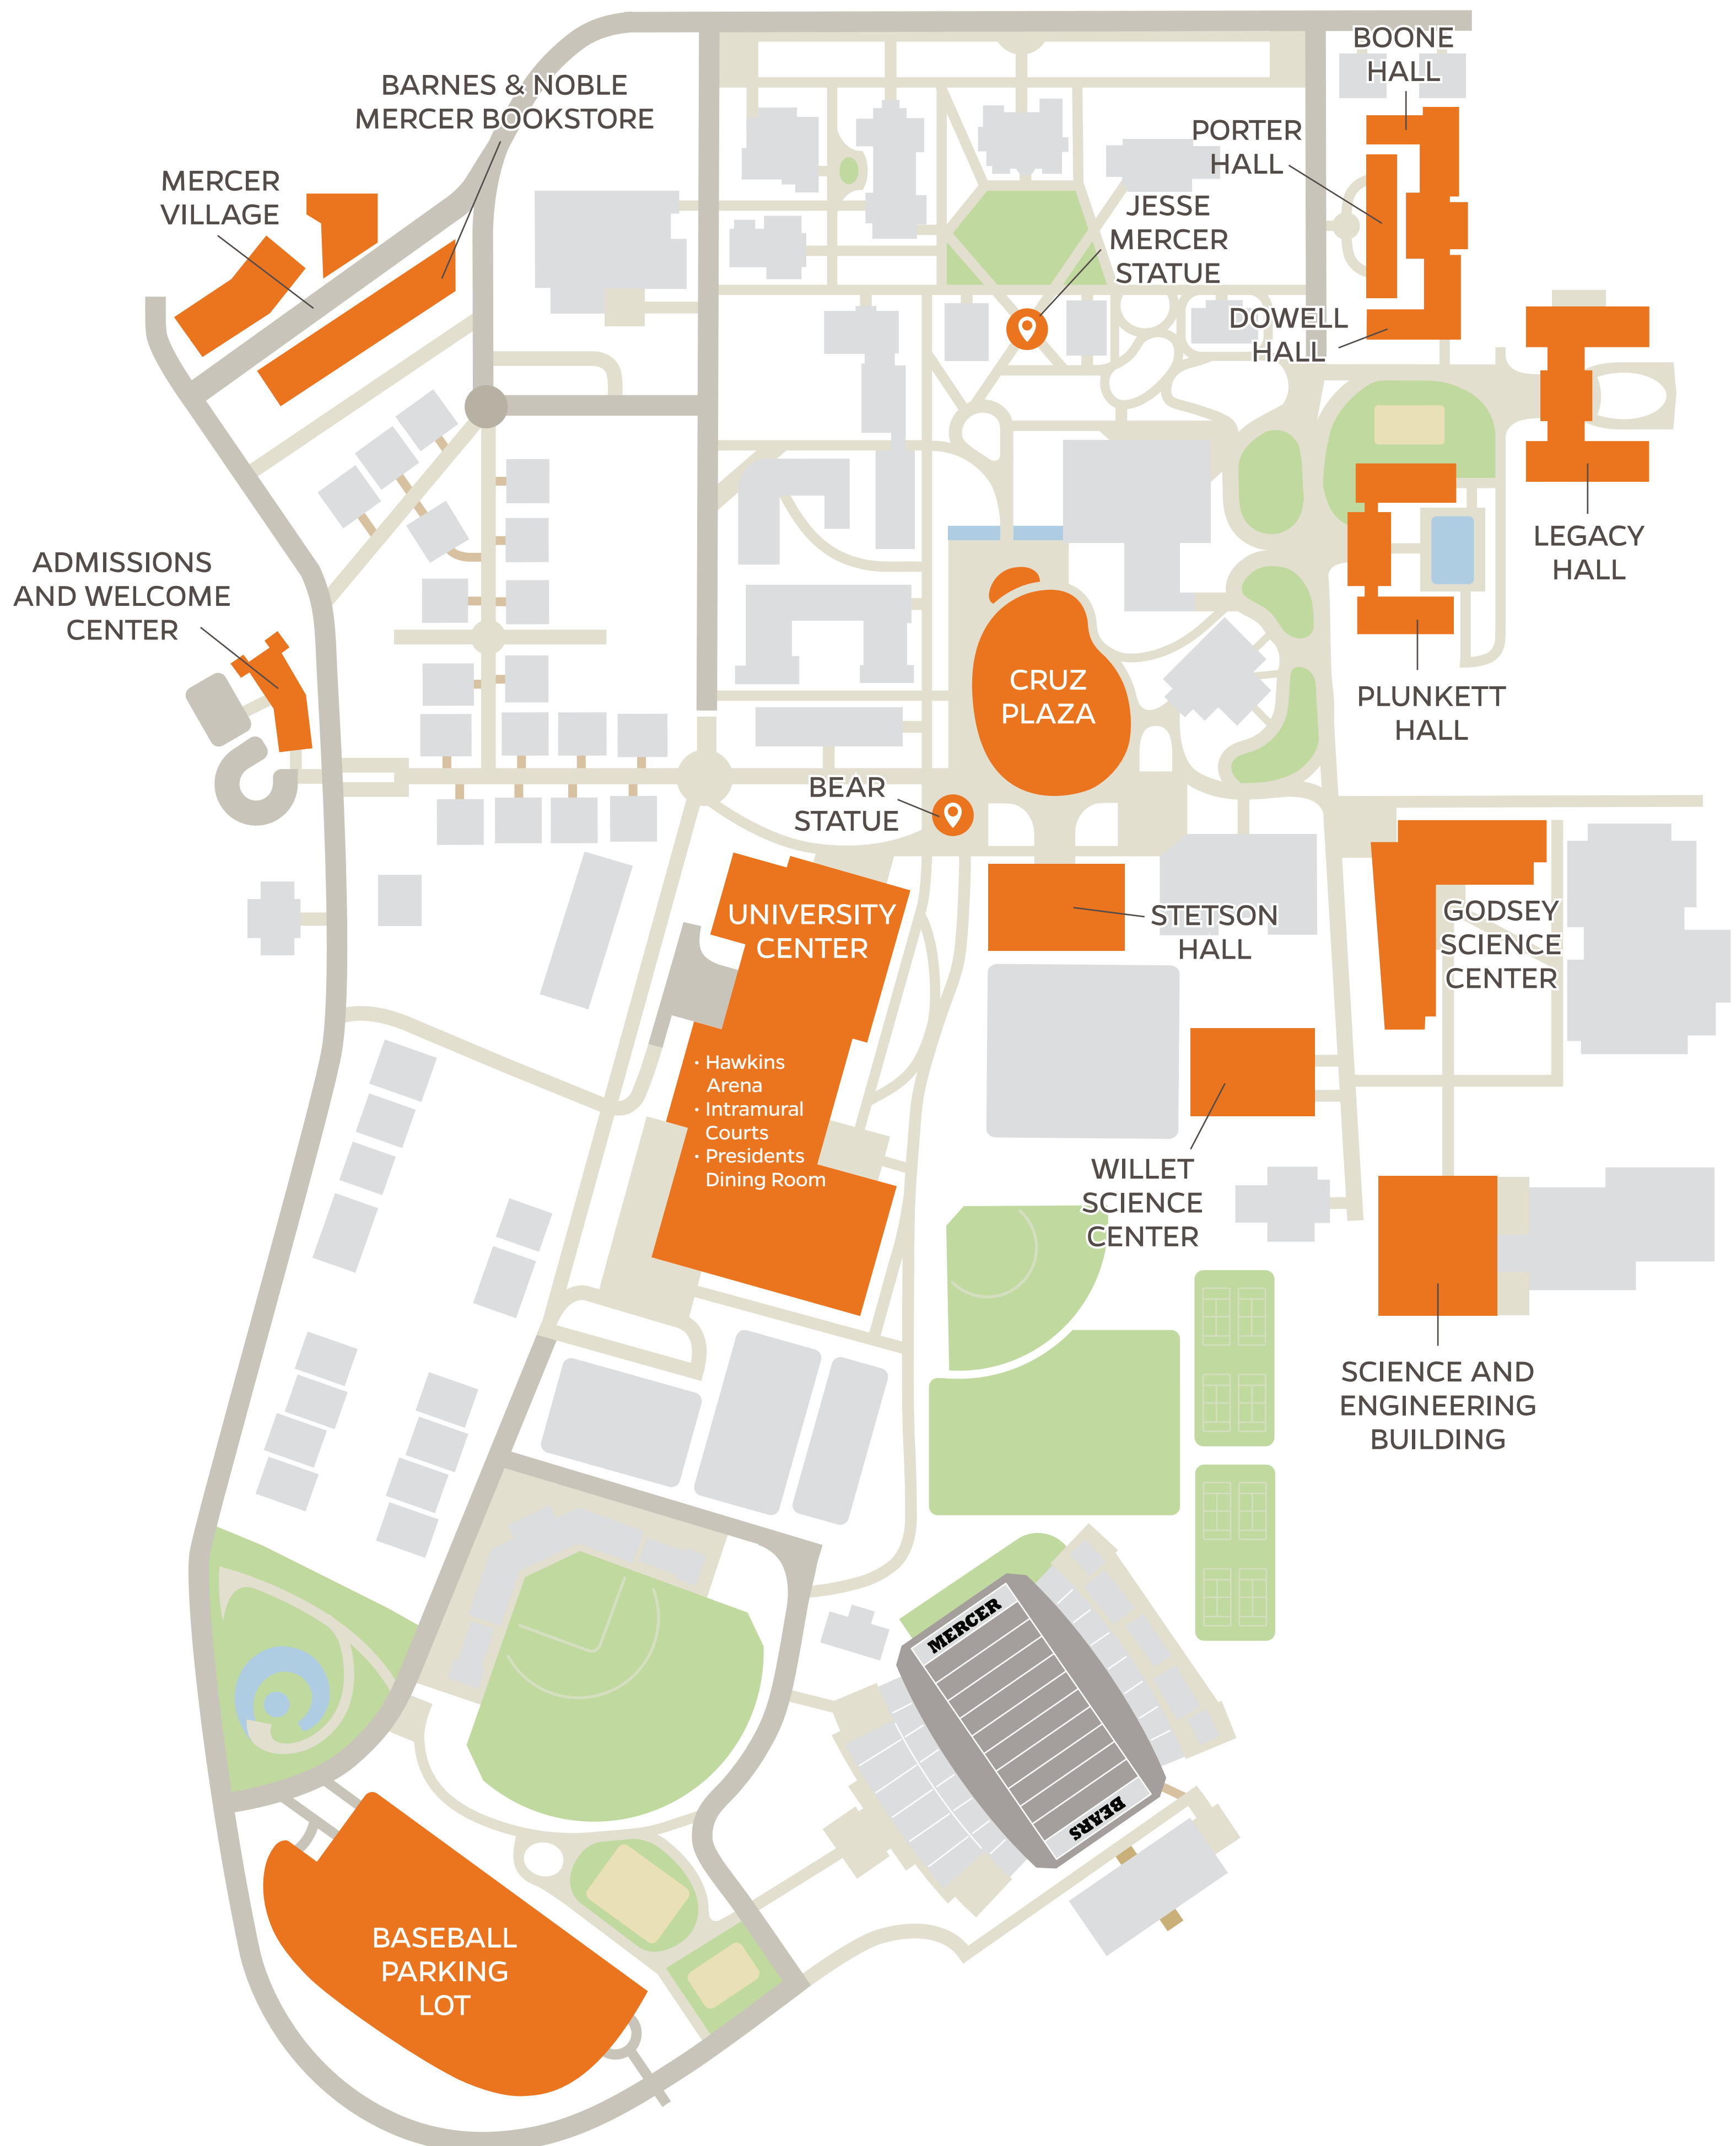 BOONE
HALL
BARNES & NOBLE
MERCER BOOKSTORE
PORTER
HALL
MERCER
VILLAGE
JESSE
MERCER
STATUE
DOWELL
HALL
LEGACY
HALL
ADMISSIONS
AND WELCOME
CENTER
CRUZ
PLAZA
PLUNKETT
HALL
BEAR
STATUE
UNIVERSITY
CENTER
STETSON
HALL
GODSEY
SCIENCE
CENTER
· Hawkins
Arena
· Intramural
Courts
· Presidents
Dining Room
WILLET
SCIENCE
CENTER
SCIENCE AND
ENGINEERING
BUILDING
MERCER
BEARS
BASEBALL
PARKING
LOT